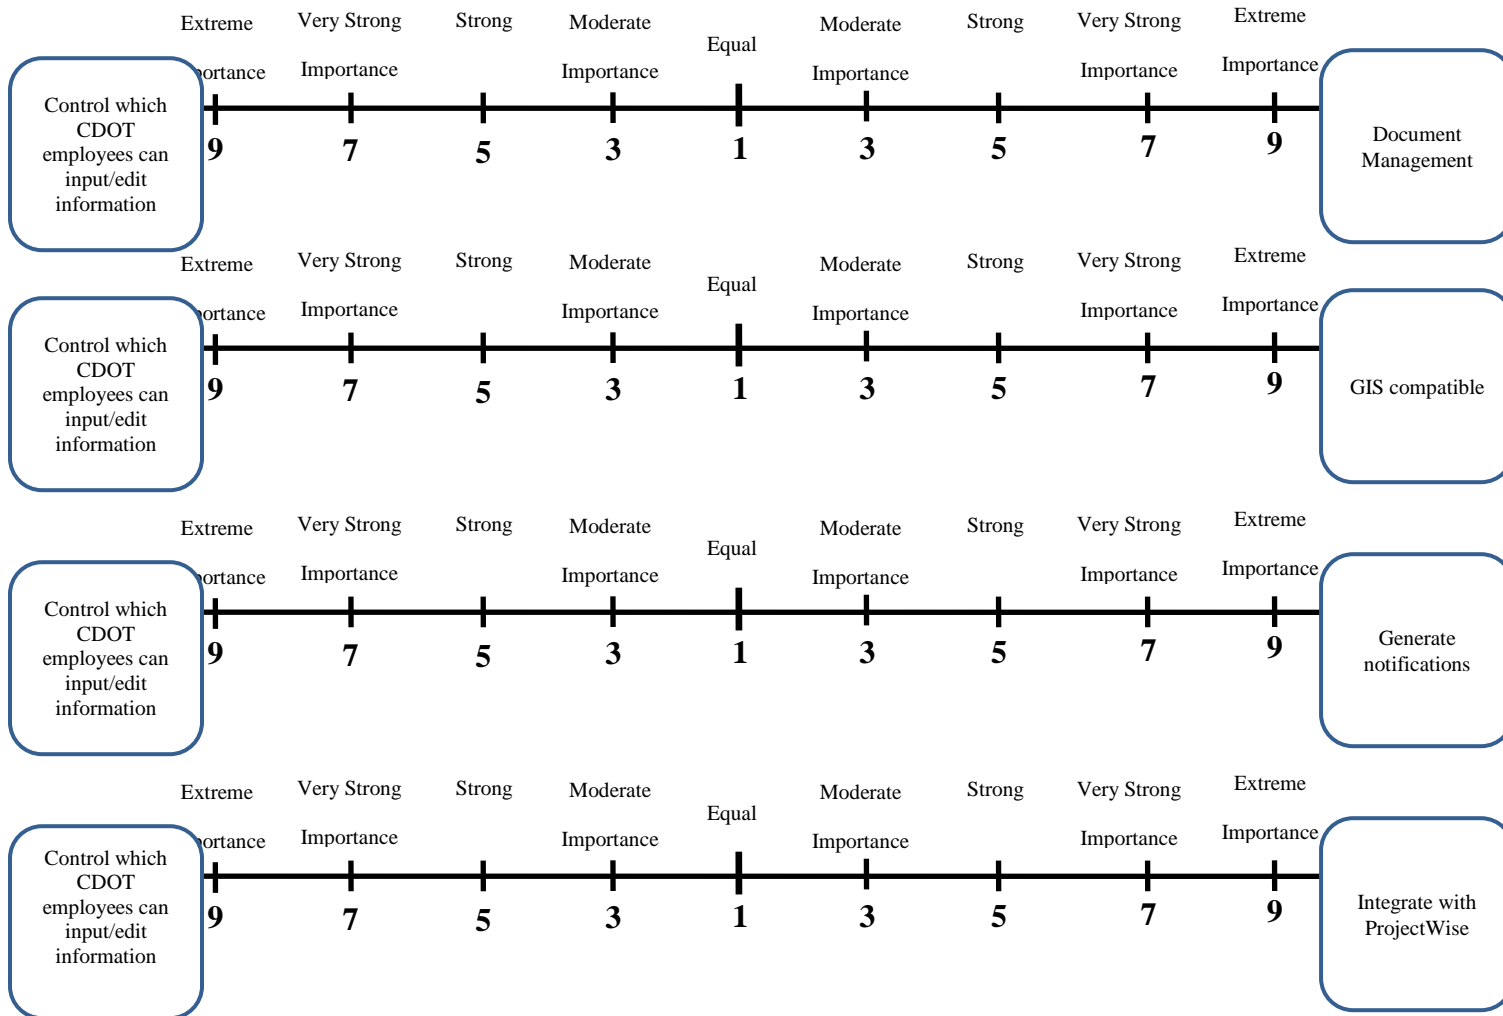 Extreme Very Strong Strong Moderate Equal Moderate Strong Very Strong Extreme
portance Importance Importance Importance Importance Importance
Control which
CDOT
employees can
input/edit
information
9 7 5 3 1 3 5 7 9
Document
Management
Extreme Very Strong Strong Moderate Equal Moderate Strong Very Strong Extreme
portance Importance Importance Importance Importance Importance
Control which
CDOT
employees can
input/edit
information
9 7 5 3 1 3 5 7 9
GIS compatible
Extreme Very Strong Strong Moderate Equal Moderate Strong Very Strong Extreme
portance Importance Importance Importance Importance Importance
Control which
CDOT
employees can
input/edit
information
9 7 5 3 1 3 5 7 9
Generate
notifications
Extreme Very Strong Strong Moderate Equal Moderate Strong Very Strong Extreme
portance Importance Importance Importance Importance Importance
Control which
CDOT
employees can
input/edit
information
9 7 5 3 1 3 5 7 9
Integrate with
ProjectWise